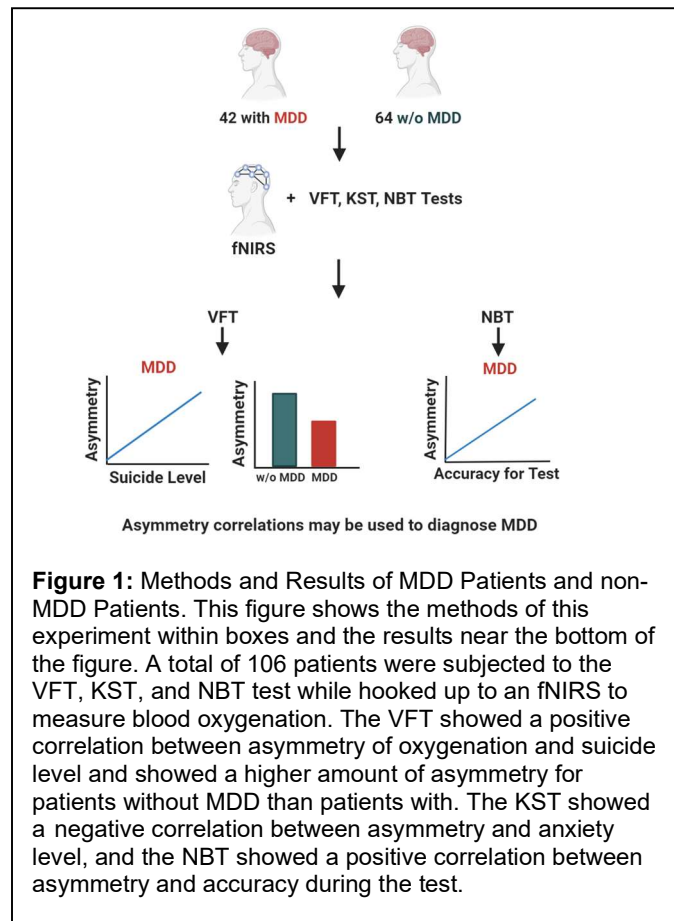 42 with MDD
64 w/o MDD
+ VFT, KST, NBT Tests
fNIRS
VFT
NBT
MDD
Asymmetry
Suicide Level
Asymmetry
w/o MDD MDD
MDD
Asymmetry
Accuracy for Test
Asymmetry correlations may be used to diagnose MDD
Figure 1: Methods and Results of MDD Patients and non-
MDD Patients. This figure shows the methods of this
experiment within boxes and the results near the bottom of
the figure. A total of 106 patients were subjected to the
VFT, KST, and NBT test while hooked up to an fNIRS to
measure blood oxygenation. The VFT showed a positive
correlation between asymmetry of oxygenation and suicide
level and showed a higher amount of asymmetry for
patients without MDD than patients with. The KST showed
a negative correlation between asymmetry and anxiety
level, and the NBT showed a positive correlation between
asymmetry and accuracy during the test.